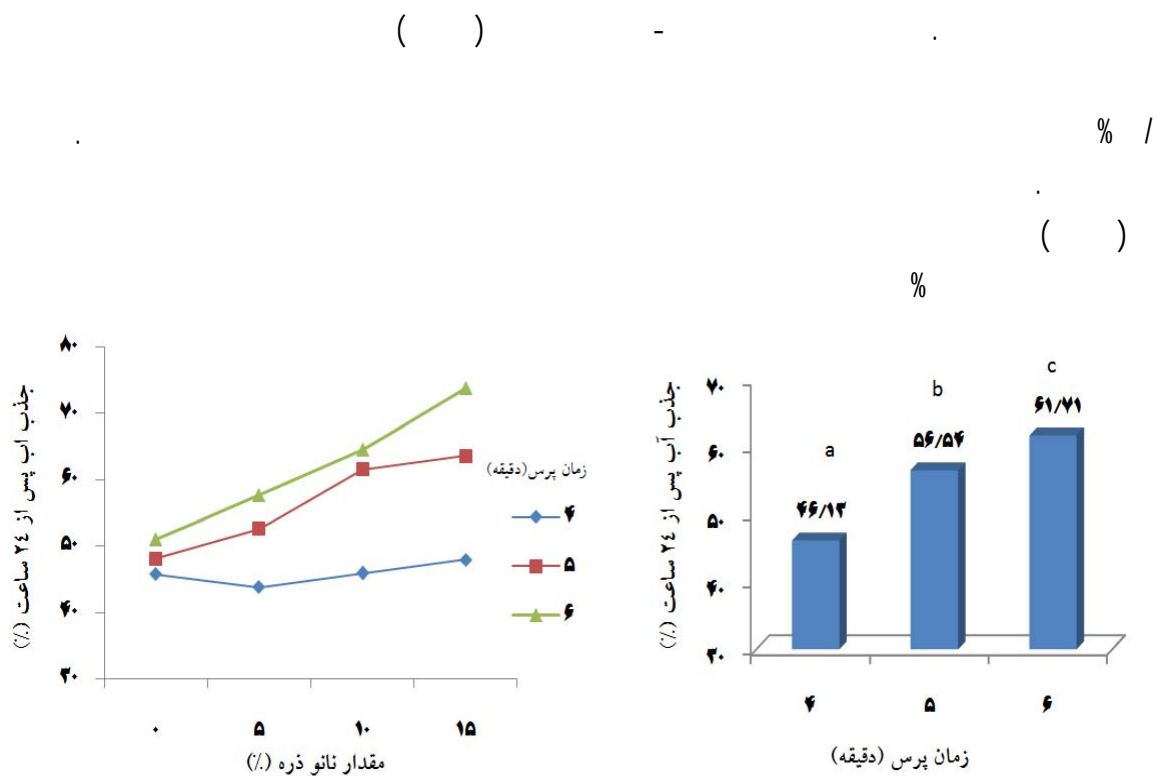 ( ) - .
. % /
.
( )
%
جذب اب پس از ٢٤ ساعت (٪)
۸۰
۷۰
۶۰
۵۰
۴۰
۳۰
۰ ۵ ۱۰ ۱۵
مقدار نانو ذره (٪)
زمان پرس(دقیقه)
۴
۵
۶
جذب آب پس از ٢٤ ساعت (٪)
۷۰
۶۰
۵۰
۴۰
۳۰
a
۴۶/۱۳
b
۵۶/۵۴
c
۶۱/۷۱
۴ ۵ ۶
زمان پرس (دقیقه)